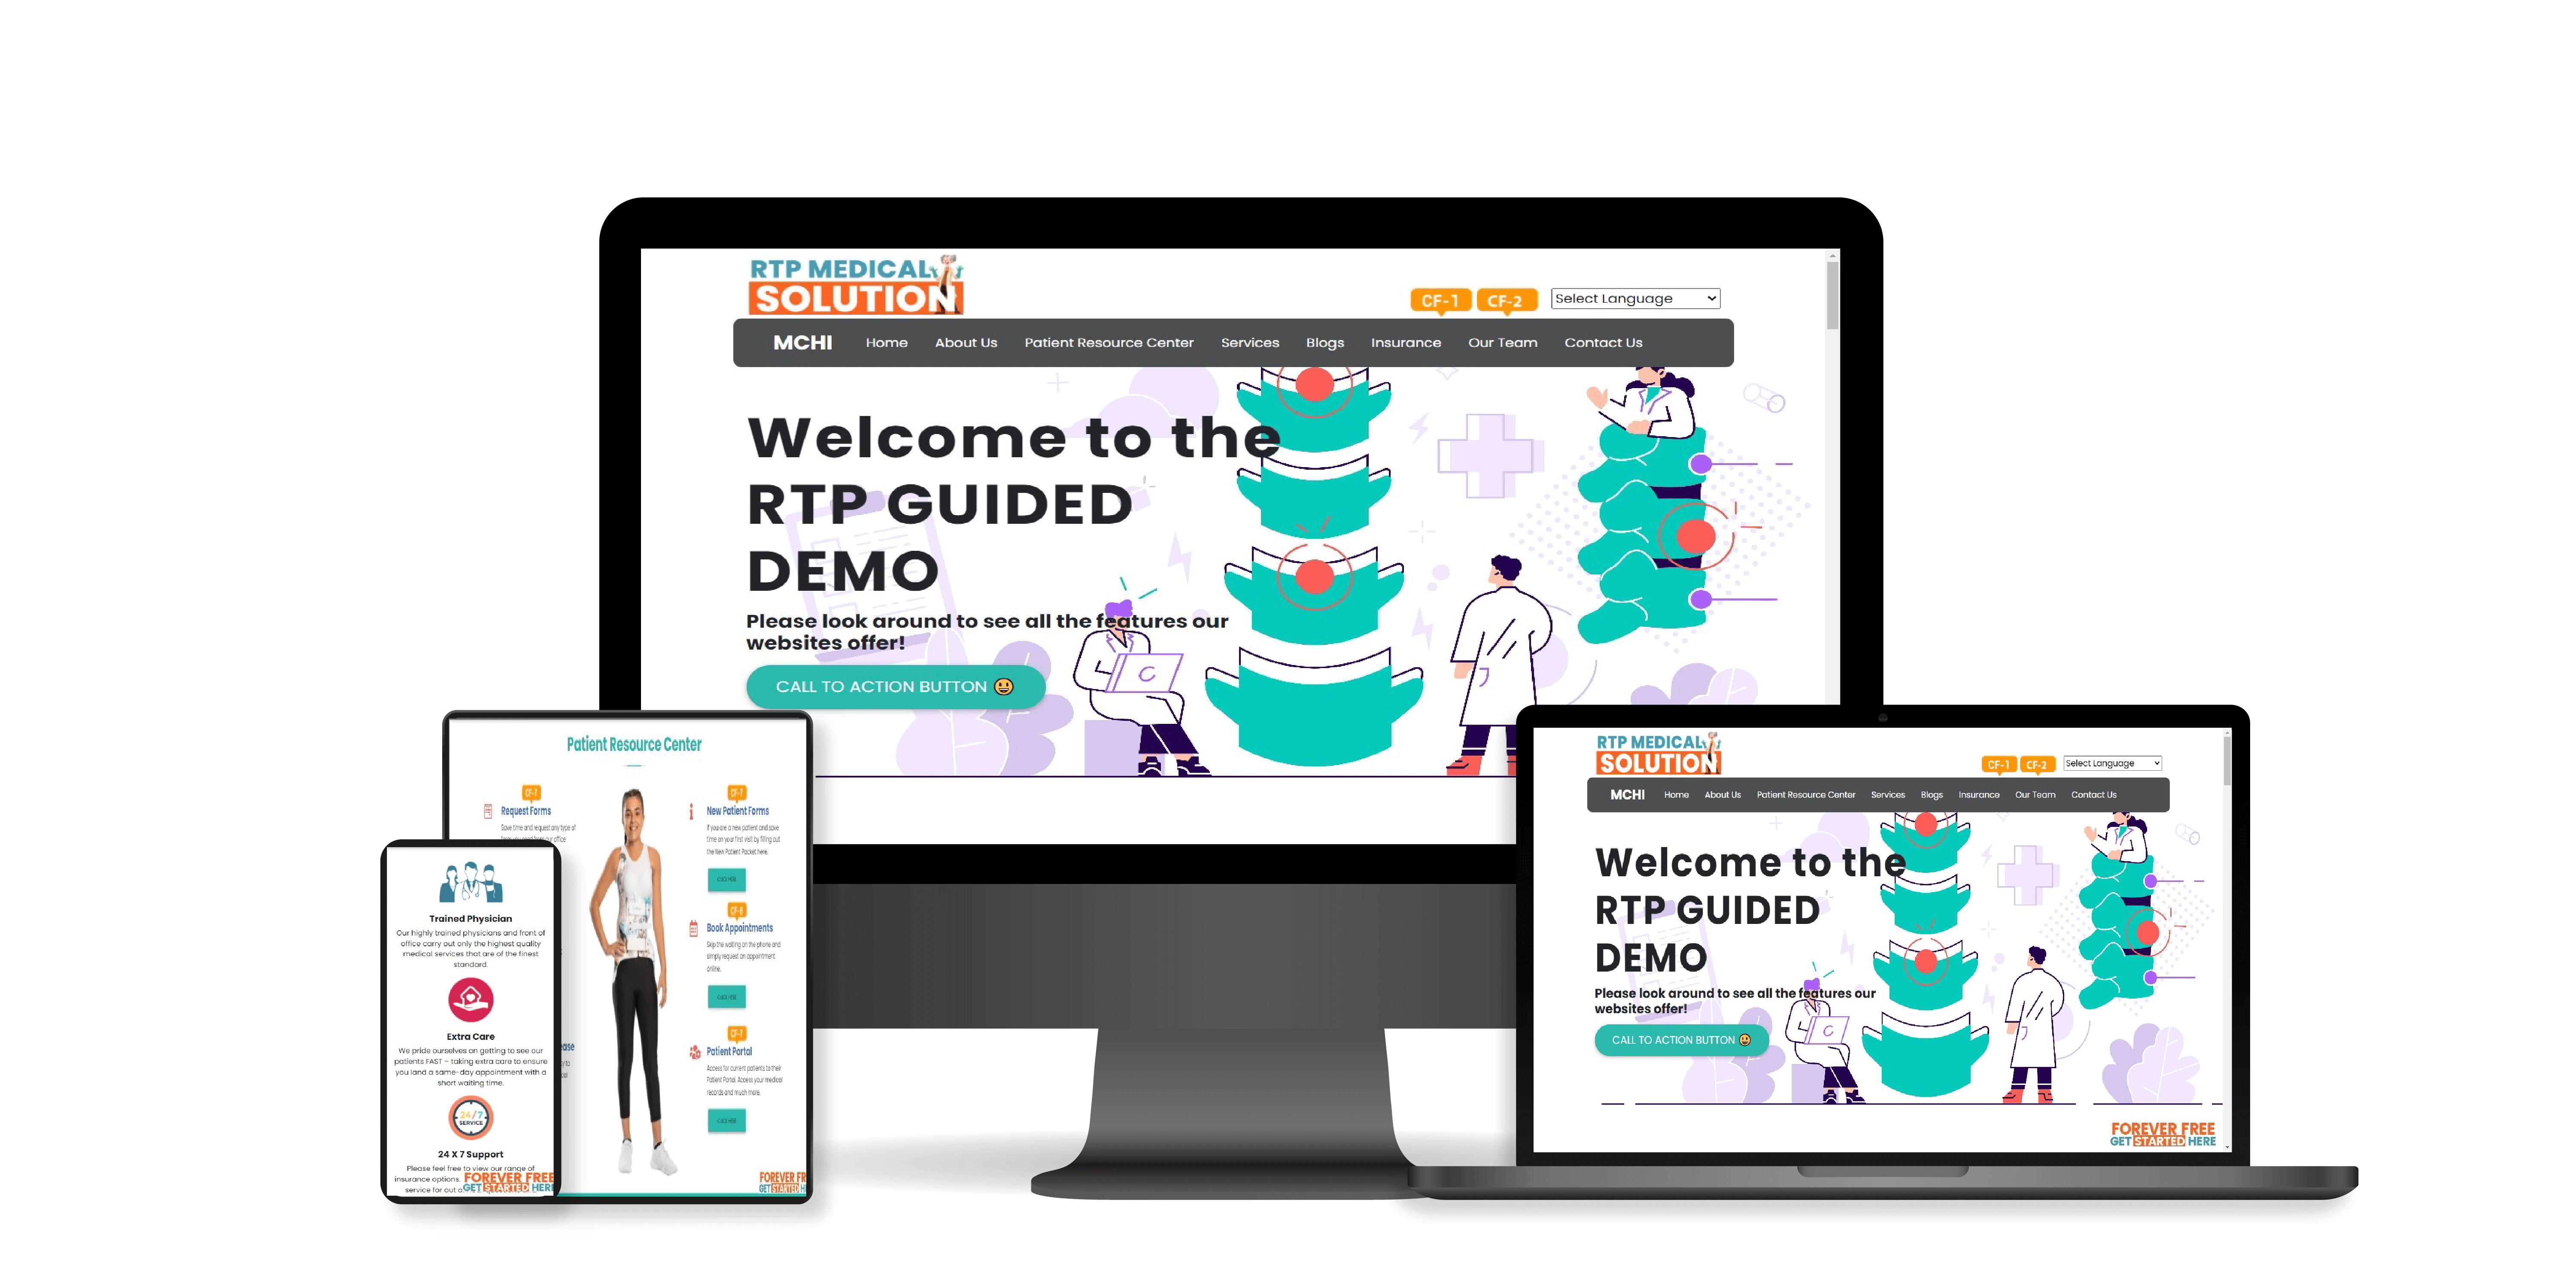 RTP MEDICAL
SOLUTION
CF-1 CF-2 Select Language
MCHI Home About Us Patient Resource Center Services Blogs Insurance Our Team Contact Us
Welcome to the
RTP GUIDED
DEMO
Please look around to see all the features our
websites offer!
CALL TO ACTION BUTTON
Patient Resource Center
CF-7
Request Forms
Save time and request any type of
CF-7
New Patient Forms
If you are a new patient and save
time on your first visit by filling out
the New Patient Packet here.
CLICK HERE
CF-8
Book Appointments
Skip the waiting on the phone and
simply request an appointment
online.
CLICK HERE
CF-7
Patient Portal
Access for current patients to their
Patient Portal. Access your medical
records and much more.
CLICK HERE
FOREVER FR
GET STARTED H
Trained Physician
Our highly trained physicians and front of
office carry out only the highest quality
medical services that are of the finest
standard.
Extra Care
We pride ourselves on getting to see our
patients FAST – taking extra care to ensure
you land a same-day appointment with a
short waiting time.
24/7
SERVICE
24 X 7 Support
Please feel free to view our range of
insurance options.
service for out o
FOREVER FREE
GET STARTED HER
RTP MEDICAL
SOLUTION
CF-1 CF-2 Select Language
MCHI Home About Us Patient Resource Center Services Blogs Insurance Our Team Contact Us
Welcome to the
RTP GUIDED
DEMO
Please look around to see all the features our
websites offer!
CALL TO ACTION BUTTON
FOREVER FREE
GET STARTED HERE